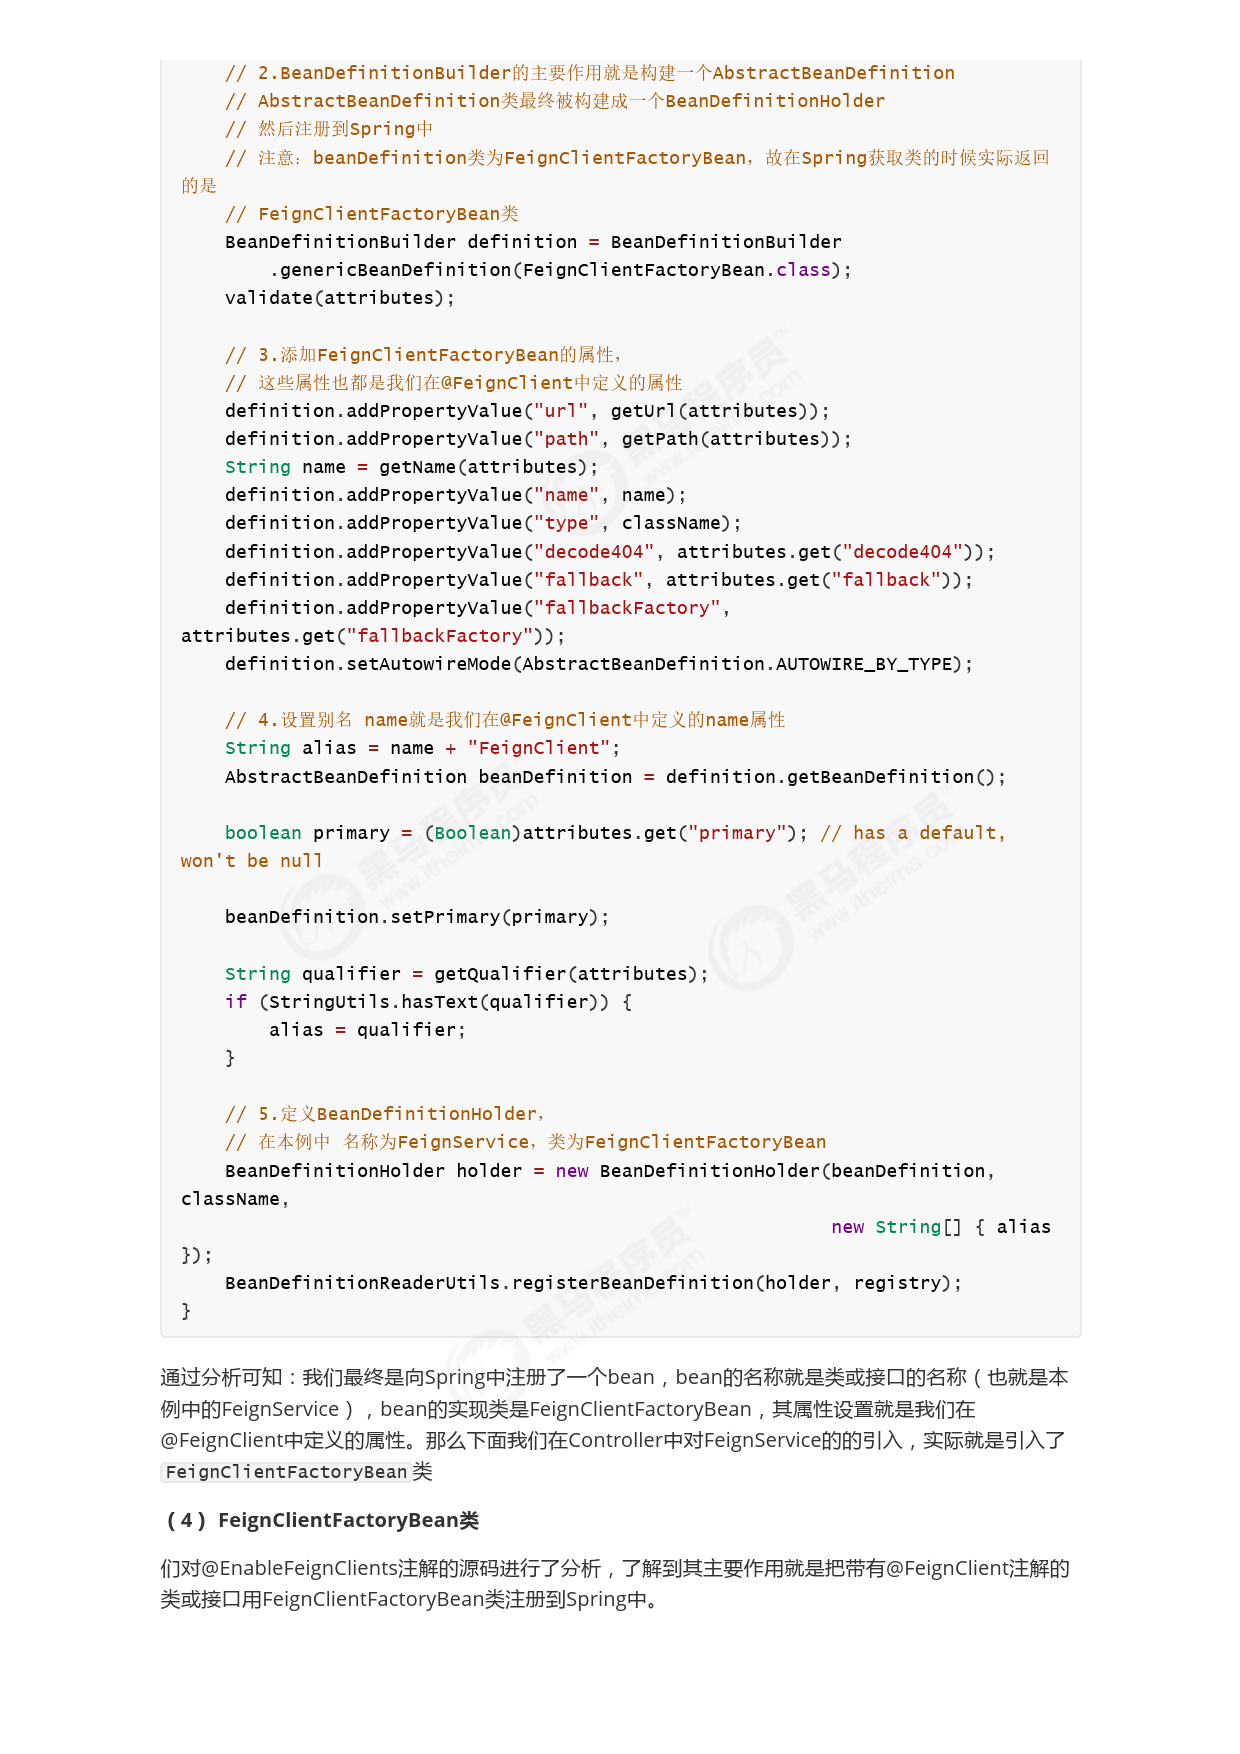 // 2.BeanDefinitionBuilder的主要作用就是构建一个AbstractBeanDefinition
// AbstractBeanDefinition类最终被构建成一个BeanDefinitionHolder
// 然后注册到Spring中
// 注意：beanDefinition类为FeignClientFactoryBean，故在Spring获取类的时候实际返回
的是
// FeignClientFactoryBean类
BeanDefinitionBuilder definition = BeanDefinitionBuilder
.genericBeanDefinition(FeignClientFactoryBean.class);
validate(attributes);
// 3.添加FeignClientFactoryBean的属性，
// 这些属性也都是我们在@FeignClient中定义的属性
definition.addPropertyValue("url", getUrl(attributes));
definition.addPropertyValue("path", getPath(attributes));
String name = getName(attributes);
definition.addPropertyValue("name", name);
definition.addPropertyValue("type", className);
definition.addPropertyValue("decode404", attributes.get("decode404"));
definition.addPropertyValue("fallback", attributes.get("fallback"));
definition.addPropertyValue("fallbackFactory",
attributes.get("fallbackFactory"));
definition.setAutowireMode(AbstractBeanDefinition.AUTOWIRE_BY_TYPE);
// 4.设置别名 name就是我们在@FeignClient中定义的name属性
String alias = name + "FeignClient";
AbstractBeanDefinition beanDefinition = definition.getBeanDefinition();
boolean primary = (Boolean)attributes.get("primary"); // has a default,
won't be null
beanDefinition.setPrimary(primary);
String qualifier = getQualifier(attributes);
if (StringUtils.hasText(qualifier)) {
alias = qualifier;
}
// 5.定义BeanDefinitionHolder，
// 在本例中 名称为FeignService，类为FeignClientFactoryBean
BeanDefinitionHolder holder = new BeanDefinitionHolder(beanDefinition,
className,
new String[] { alias
});
BeanDefinitionReaderUtils.registerBeanDefinition(holder, registry);
}
通过分析可知：我们最终是向Spring中注册了一个bean，bean的名称就是类或接口的名称（也就是本
例中的FeignService），bean的实现类是FeignClientFactoryBean，其属性设置就是我们在
@FeignClient中定义的属性。那么下面我们在Controller中对FeignService的的引入，实际就是引入了
FeignClientFactoryBean类
（4）FeignClientFactoryBean类
们对@EnableFeignClients注解的源码进行了分析，了解到其主要作用就是把带有@FeignClient注解的
类或接口用FeignClientFactoryBean类注册到Spring中。
黑马程序员™
www.itheima.com
黑马程序员
www.itheima.com
黑马程序员
www.itheima.com
黑马程序员™
www.itheima.com